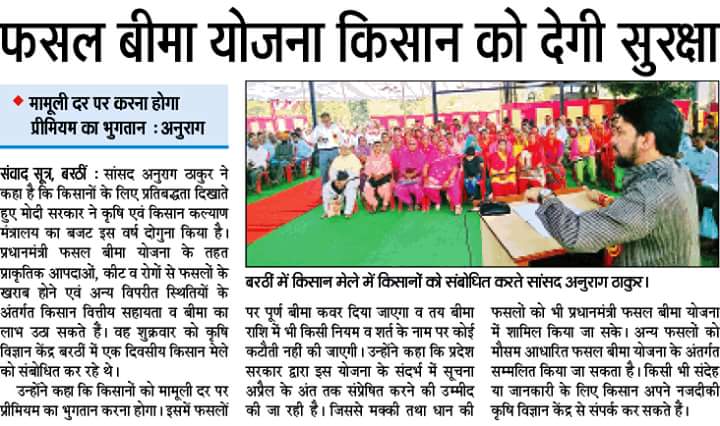 फसल बीमा योजना किसान को देगी सुरक्षा
◆ मामूली दर पर करना होगा
प्रीमियम का भुगतान : अनुराग
संवाद सूत्र, बरठीं : सांसद अनुराग ठाकुर ने
कहा है कि किसानों के लिए प्रतिबद्धता दिखाते
हुए मोदी सरकार ने कृषि एवं किसान कल्याण
मंत्रालय का बजट इस वर्ष दोगुना किया है।
प्रधानमंत्री फसल बीमा योजना के तहत
प्राकृतिक आपदाओं, कीट व रोगों से फसलों के
खराब होने एवं अन्य विपरीत स्थितियों के
अंतर्गत किसान वित्तीय सहायता व बीमा का
लाभ उठा सकते हैं। वह शुक्रवार को कृषि
विज्ञान केंद्र बरठीं में एक दिवसीय किसान मेले
को संबोधित कर रहे थे।
उन्होंने कहा कि किसानों को मामूली दर पर
प्रीमियम का भुगतान करना होगा। इसमें फसलों
बरठीं में किसान मेले में किसानों को संबोधित करते सांसद अनुराग ठाकुर।
पर पूर्ण बीमा कवर दिया जाएगा व तय बीमा
राशि में भी किसी नियम व शर्त के नाम पर कोई
कटौती नहीं की जाएगी। उन्होंने कहा कि प्रदेश
सरकार द्वारा इस योजना के संदर्भ में सूचना
अप्रैल के अंत तक संप्रेषित करने की उम्मीद
की जा रही है। जिससे मक्की तथा धान की
फसलों को भी प्रधानमंत्री फसल बीमा योजना
में शामिल किया जा सके। अन्य फसलों को
मौसम आधारित फसल बीमा योजना के अंतर्गत
सम्मलित किया जा सकता है। किसी भी संदेह
या जानकारी के लिए किसान अपने नजदीकी
कृषि विज्ञान केंद्र से संपर्क कर सकते हैं।